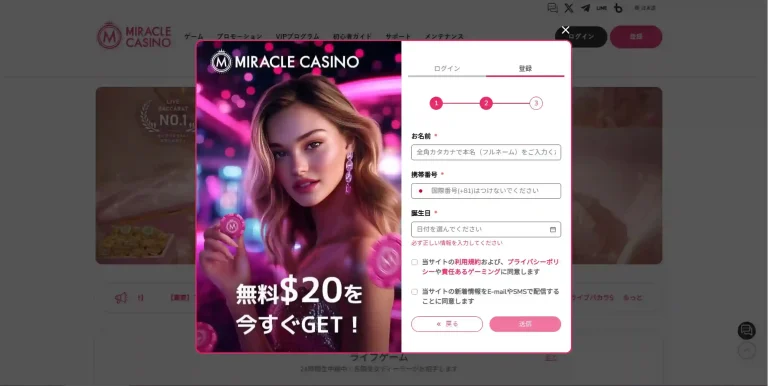 LINE
MIRACLE
CASINO
ゲーム プロモーション VIPプログラム 初心者ガイド サポート メンテナンス
ログイン
登録
LIVE
BACCARAT
NO.1
MIRACLE CASINO
無料$20を
今すぐGET！
ログイン
登録
1 2 3
お名前 *
全角カタカナで本名（フルネーム）をご入力くだ
携帯番号 *
国際番号(+81)はつけないでください
誕生日 *
日付を選んでください
必ず正しい情報を入力してください
当サイトの利用規約および、プライバシーポリ
シーや責任あるゲーミングに同意します
当サイトの新着情報をE-mailやSMSで配信する
ことに同意します
« 戻る
送信
ライブゲーム